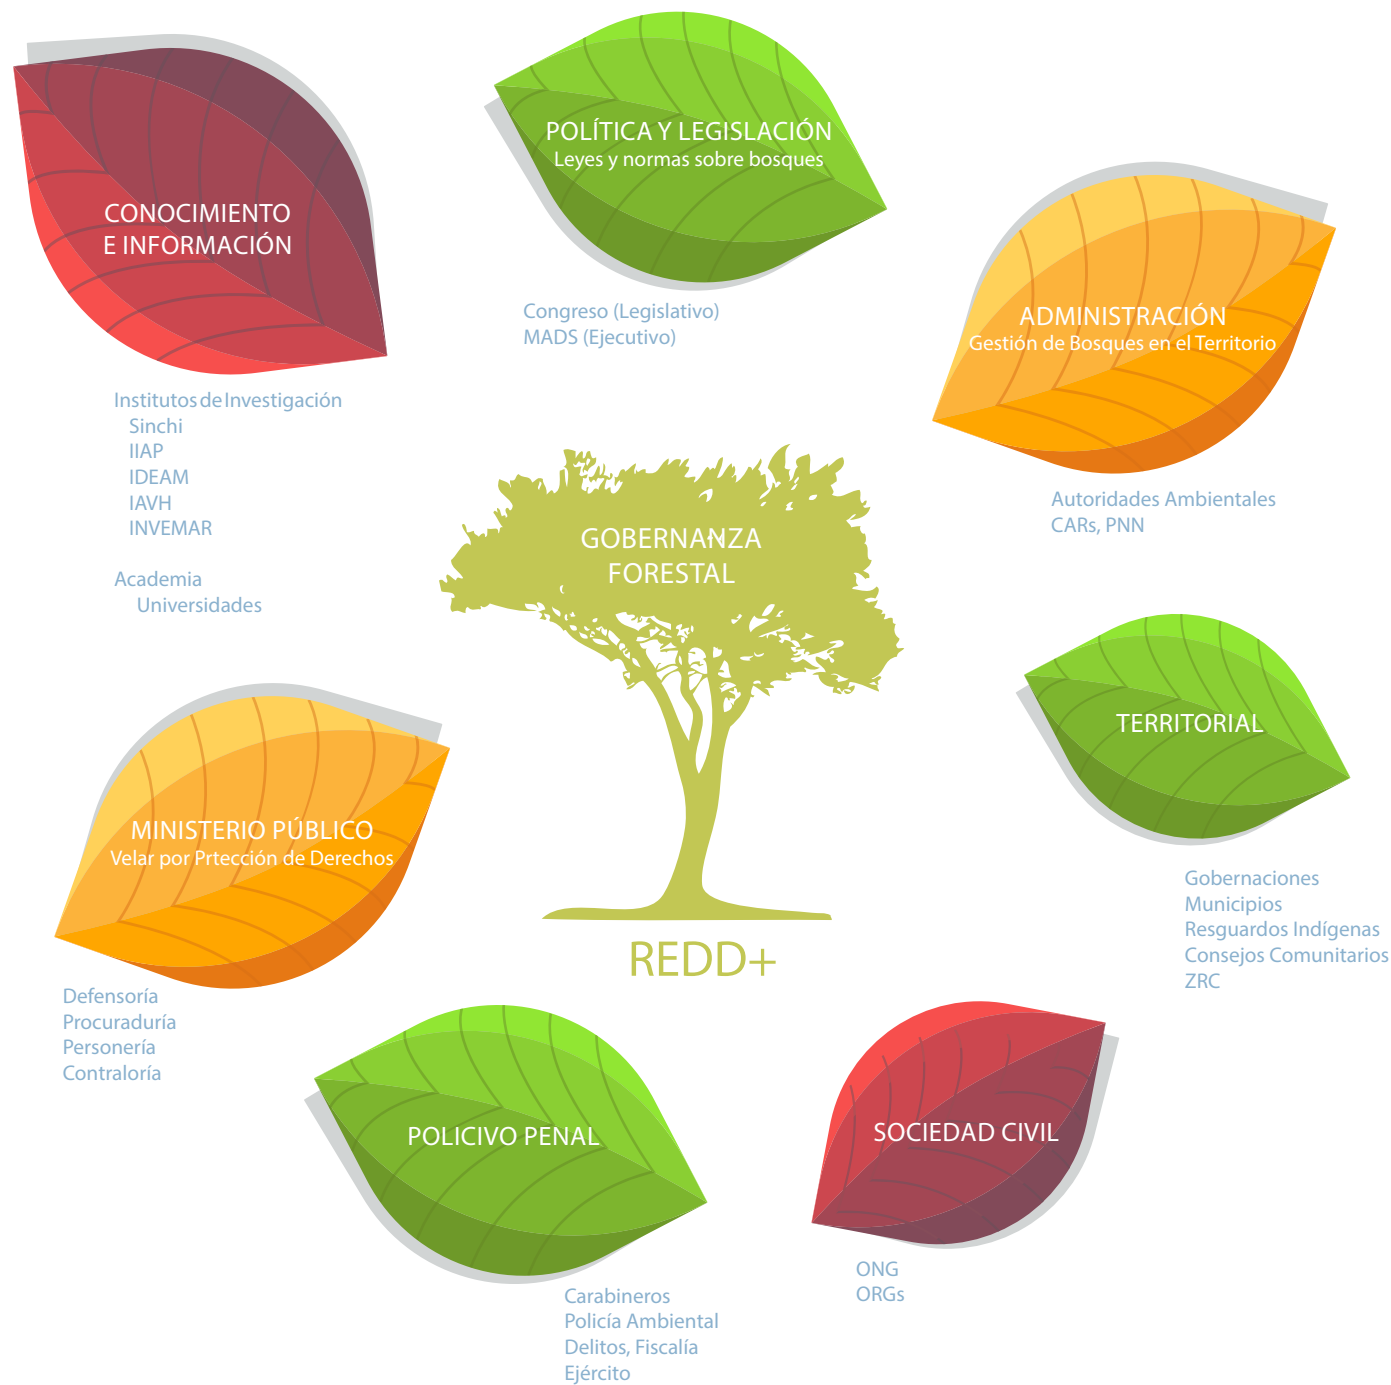 POLÍTICA Y LEGISLACIÓN
Leyes y normas sobre bosques
Congreso (Legislativo)
MADS (Ejecutivo)
CONOCIMIENTO
E INFORMACIÓN
Institutos de Investigación
Sinchi
IIAP
IDEAM
IAVH
INVEMAR
Academia
Universidades
ADMINISTRACIÓN
Gestión de Bosques en el Territorio
Autoridades Ambientales
CARs, PNN
GOBERNANZA
FORESTAL
REDD+
TERRITORIAL
Gobernaciones
Municipios
Resguardos Indígenas
Consejos Comunitarios
ZRC
MINISTERIO PÚBLICO
Velar por Prtección de Derechos
Defensoría
Procuraduría
Personería
Contraloría
POLICIVO PENAL
Carabineros
Policía Ambiental
Delitos, Fiscalía
Ejército
SOCIEDAD CIVIL
ONG
ORGs